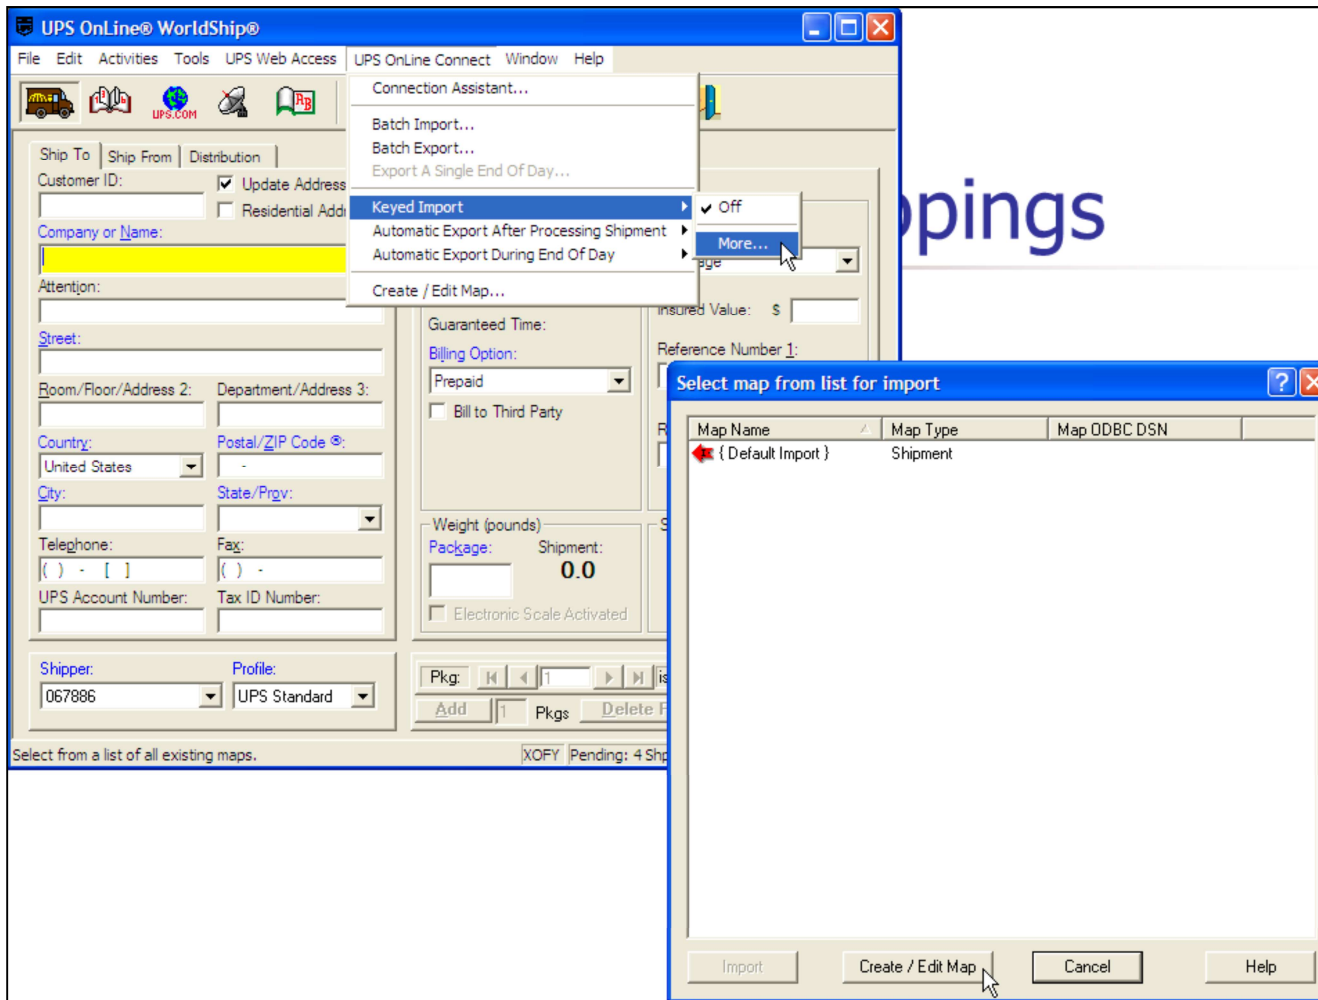 UPS OnLine® WorldShip®
File Edit Activities Tools UPS Web Access UPS OnLine Connect Window Help
UPS.COM
Connection Assistant...
Batch Import...
Batch Export...
Export A Single End Of Day...
Keyed Import
Automatic Export After Processing Shipment
Automatic Export During End Of Day
Create / Edit Map...
Off
More...
ppings
Ship To Ship From Distribution
Customer ID:
Update Address
Residential Addr
Company or Name:
Attention:
Street:
Room/Floor/Address 2: Department/Address 3:
Country: Postal/ZIP Code ®:
United States -
City: State/Prov:
Telephone: Fax:
( ) - [ ] ( ) -
UPS Account Number: Tax ID Number:
Shipper: Profile:
067886 UPS Standard
Guaranteed Time:
Billing Option:
Prepaid
Bill to Third Party
Insured Value: $
Reference Number 1:
Weight (pounds)
Package: Shipment:
0.0
Electronic Scale Activated
Pkg: 1 is
Add 1 Pkgs Delete P
Select from a list of all existing maps. XOFY Pending: 4 Shp
Select map from list for import
Map Name Map Type Map ODBC DSN
{ Default Import } Shipment
Import Create / Edit Map Cancel Help